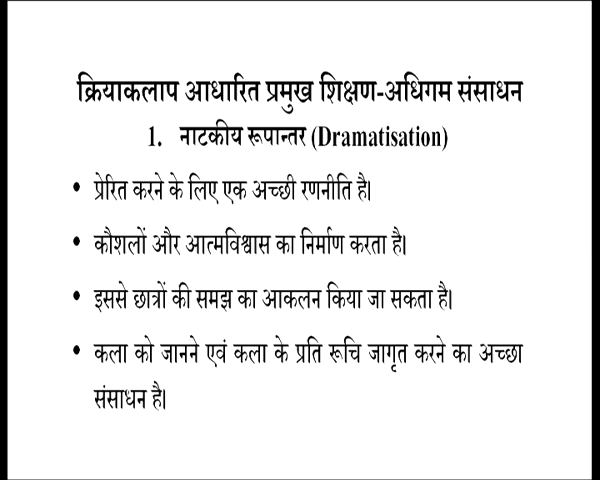 क्रियाकलाप आधारित प्रमुख शिक्षण-अधिगम संसाधन
1. नाटकीय रूपान्तर (Dramatisation)
• प्रेरित करने के लिए एक अच्छी रणनीति है।
• कौशलों और आत्मविश्वास का निर्माण करता है।
• इससे छात्रों की समझ का आकलन किया जा सकता है।
• कला को जानने एवं कला के प्रति रूचि जागृत करने का अच्छा
संसाधन है।